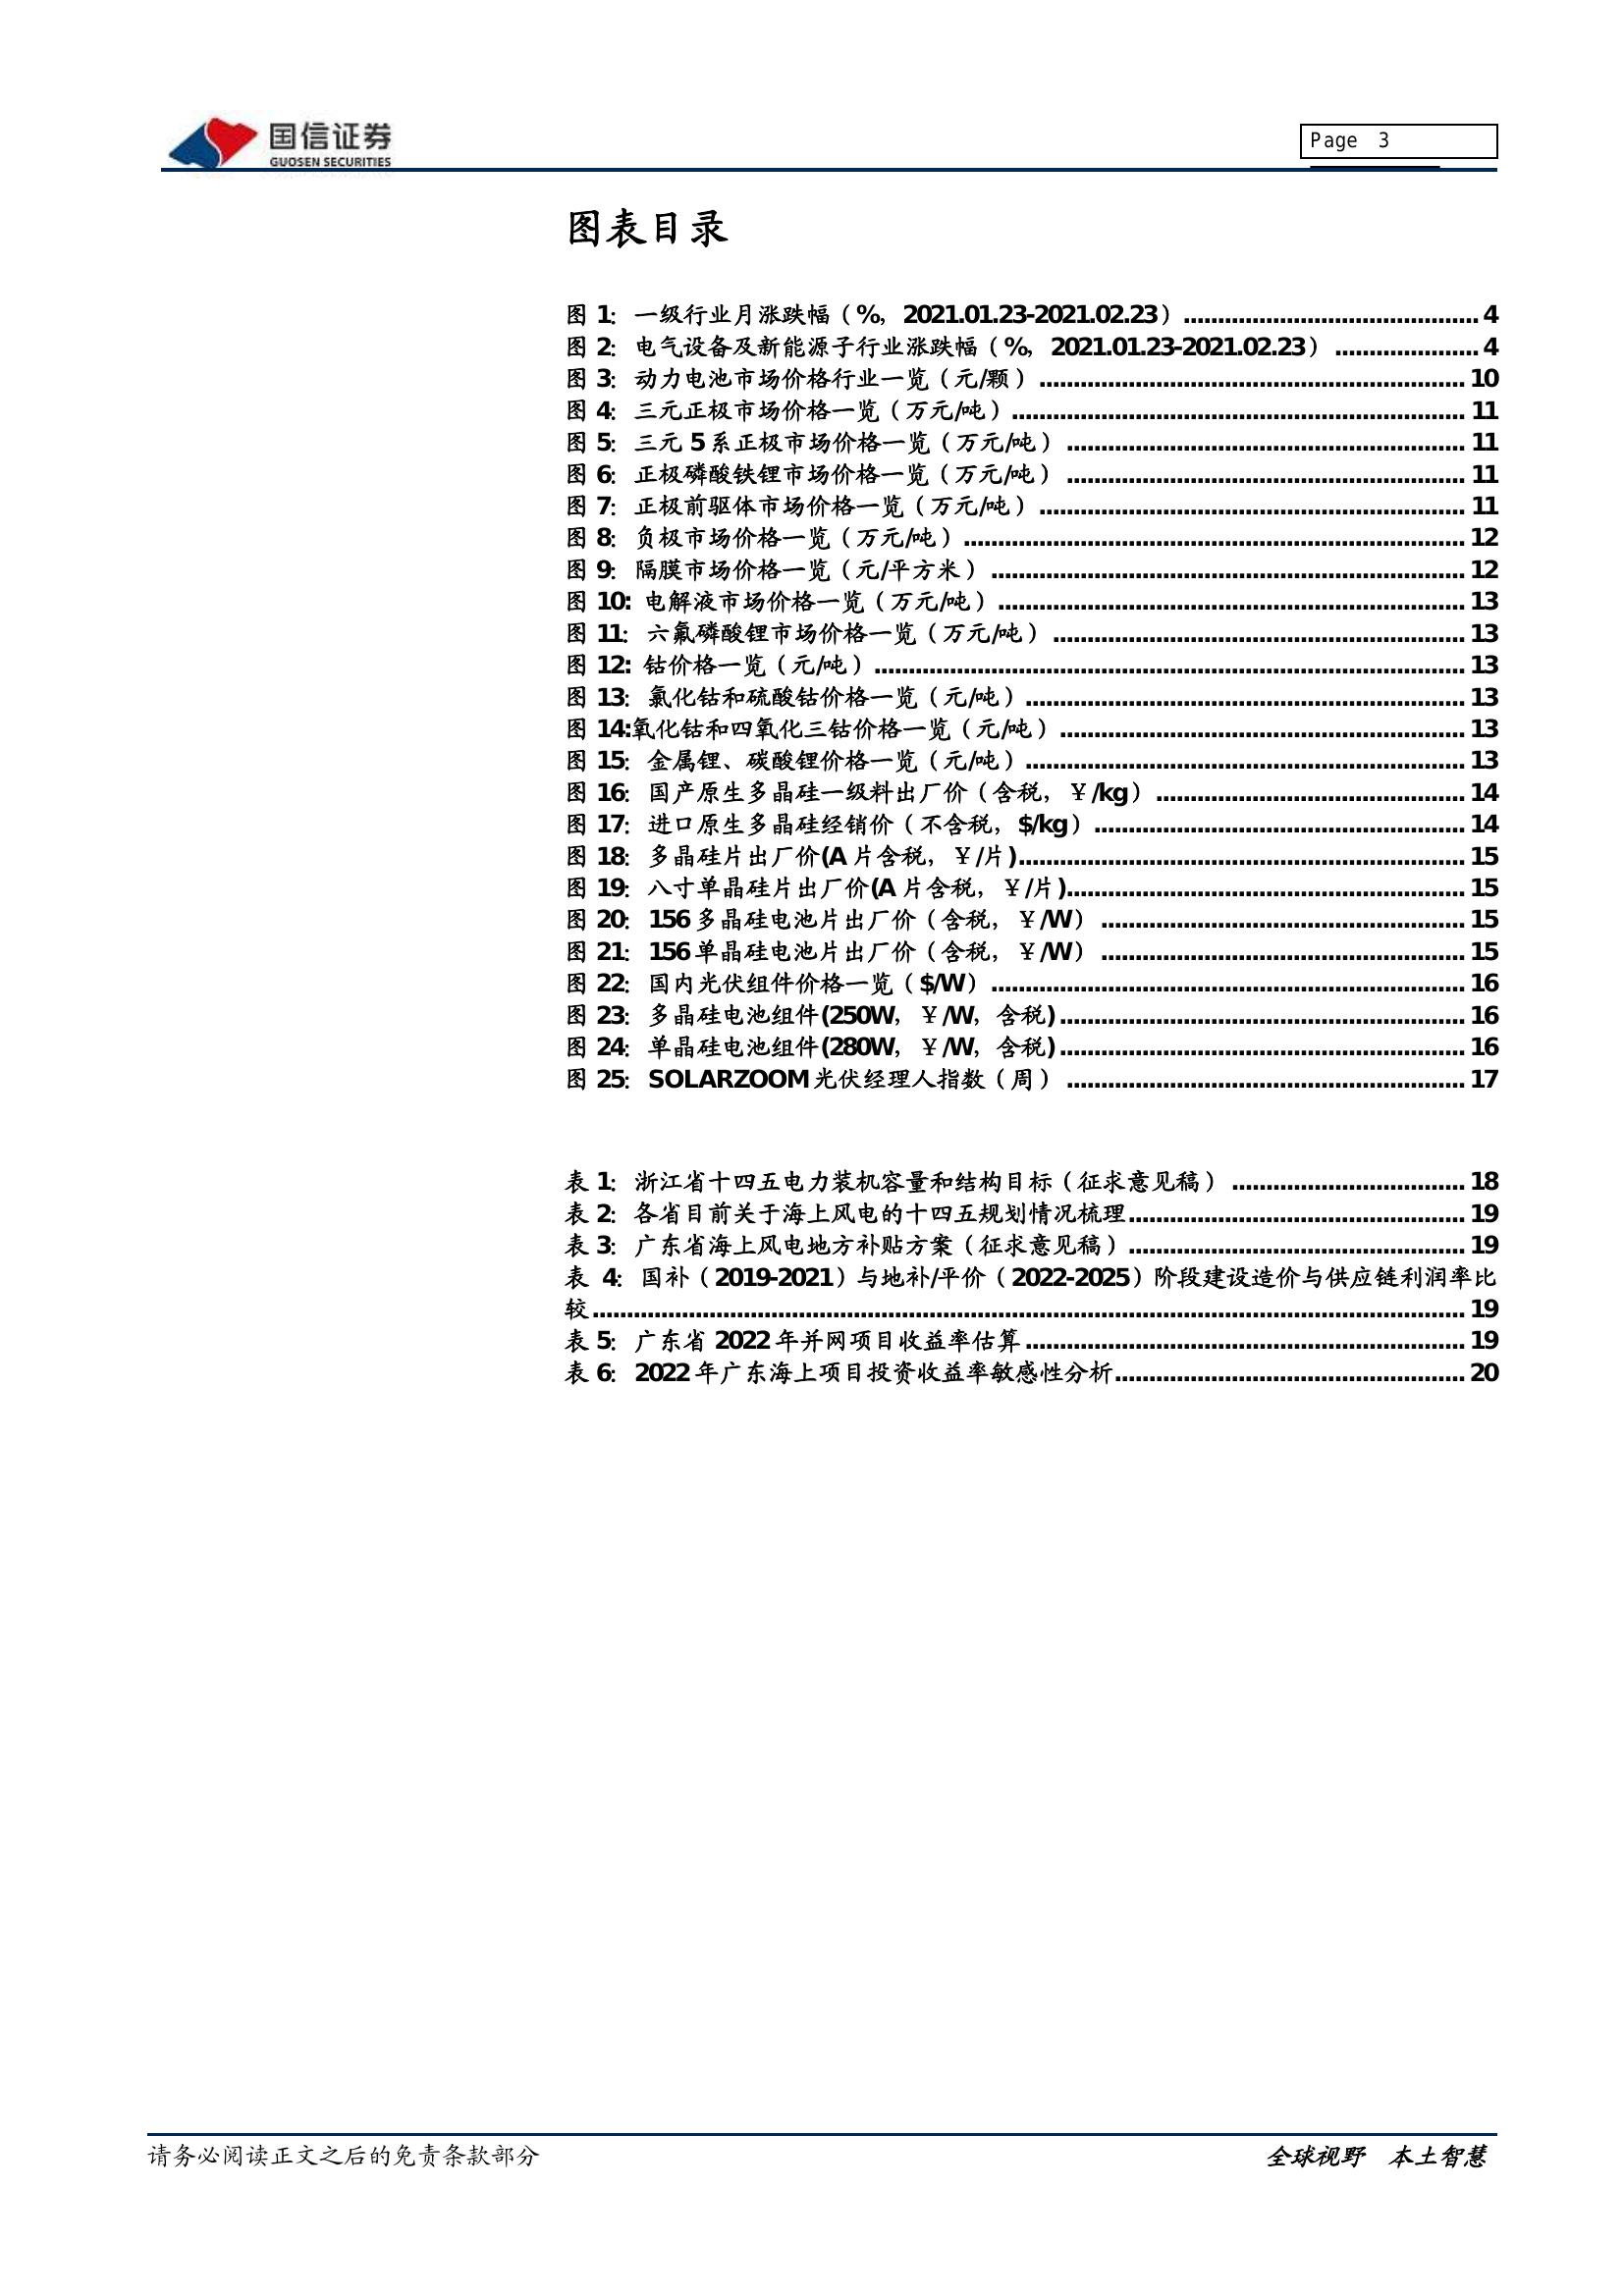 国信证券
GUOSEN SECURITIES
Page 3
图表目录
图 1: 一级行业月涨跌幅（%, 2021.01.23-2021.02.23）........................................... 4
图 2: 电气设备及新能源子行业涨跌幅（%, 2021.01.23-2021.02.23）..................... 4
图 3: 动力电池市场价格行业一览（元/颗）.............................................................. 10
图 4: 三元正极市场价格一览（万元/吨）.................................................................. 11
图 5: 三元 5 系正极市场价格一览（万元/吨）.......................................................... 11
图 6: 正极磷酸铁锂市场价格一览（万元/吨）.......................................................... 11
图 7: 正极前驱体市场价格一览（万元/吨）.............................................................. 11
图 8: 负极市场价格一览（万元/吨）......................................................................... 12
图 9: 隔膜市场价格一览（元/平方米）..................................................................... 12
图 10: 电解液市场价格一览（万元/吨）.................................................................... 13
图 11: 六氟磷酸锂市场价格一览（万元/吨）............................................................ 13
图 12: 钴价格一览（元/吨）...................................................................................... 13
图 13: 氯化钴和硫酸钴价格一览（元/吨）................................................................ 13
图 14:氧化钴和四氧化三钴价格一览（元/吨）........................................................... 13
图 15: 金属锂、碳酸锂价格一览（元/吨）................................................................ 13
图 16: 国产原生多晶硅一级料出厂价（含税, ￥/kg）............................................. 14
图 17: 进口原生多晶硅经销价（不含税, $/kg）...................................................... 14
图 18: 多晶硅片出厂价(A 片含税, ￥/片)................................................................. 15
图 19: 八寸单晶硅片出厂价(A 片含税, ￥/片).......................................................... 15
图 20: 156 多晶硅电池片出厂价（含税, ￥/W）..................................................... 15
图 21: 156 单晶硅电池片出厂价（含税, ￥/W）..................................................... 15
图 22: 国内光伏组件价格一览（$/W）..................................................................... 16
图 23: 多晶硅电池组件(250W, ￥/W, 含税)........................................................... 16
图 24: 单晶硅电池组件(280W, ￥/W, 含税)........................................................... 16
图 25: SOLARZOOM 光伏经理人指数（周）.......................................................... 17
表 1: 浙江省十四五电力装机容量和结构目标（征求意见稿）.................................. 18
表 2: 各省目前关于海上风电的十四五规划情况梳理................................................. 19
表 3: 广东省海上风电地方补贴方案（征求意见稿）................................................. 19
表 4: 国补（2019-2021）与地补/平价（2022-2025）阶段建设造价与供应链利润率比
较............................................................................................................................... 19
表 5: 广东省 2022 年并网项目收益率估算................................................................ 19
表 6: 2022 年广东海上项目投资收益率敏感性分析................................................... 20
请务必阅读正文之后的免责条款部分
全球视野 本土智慧